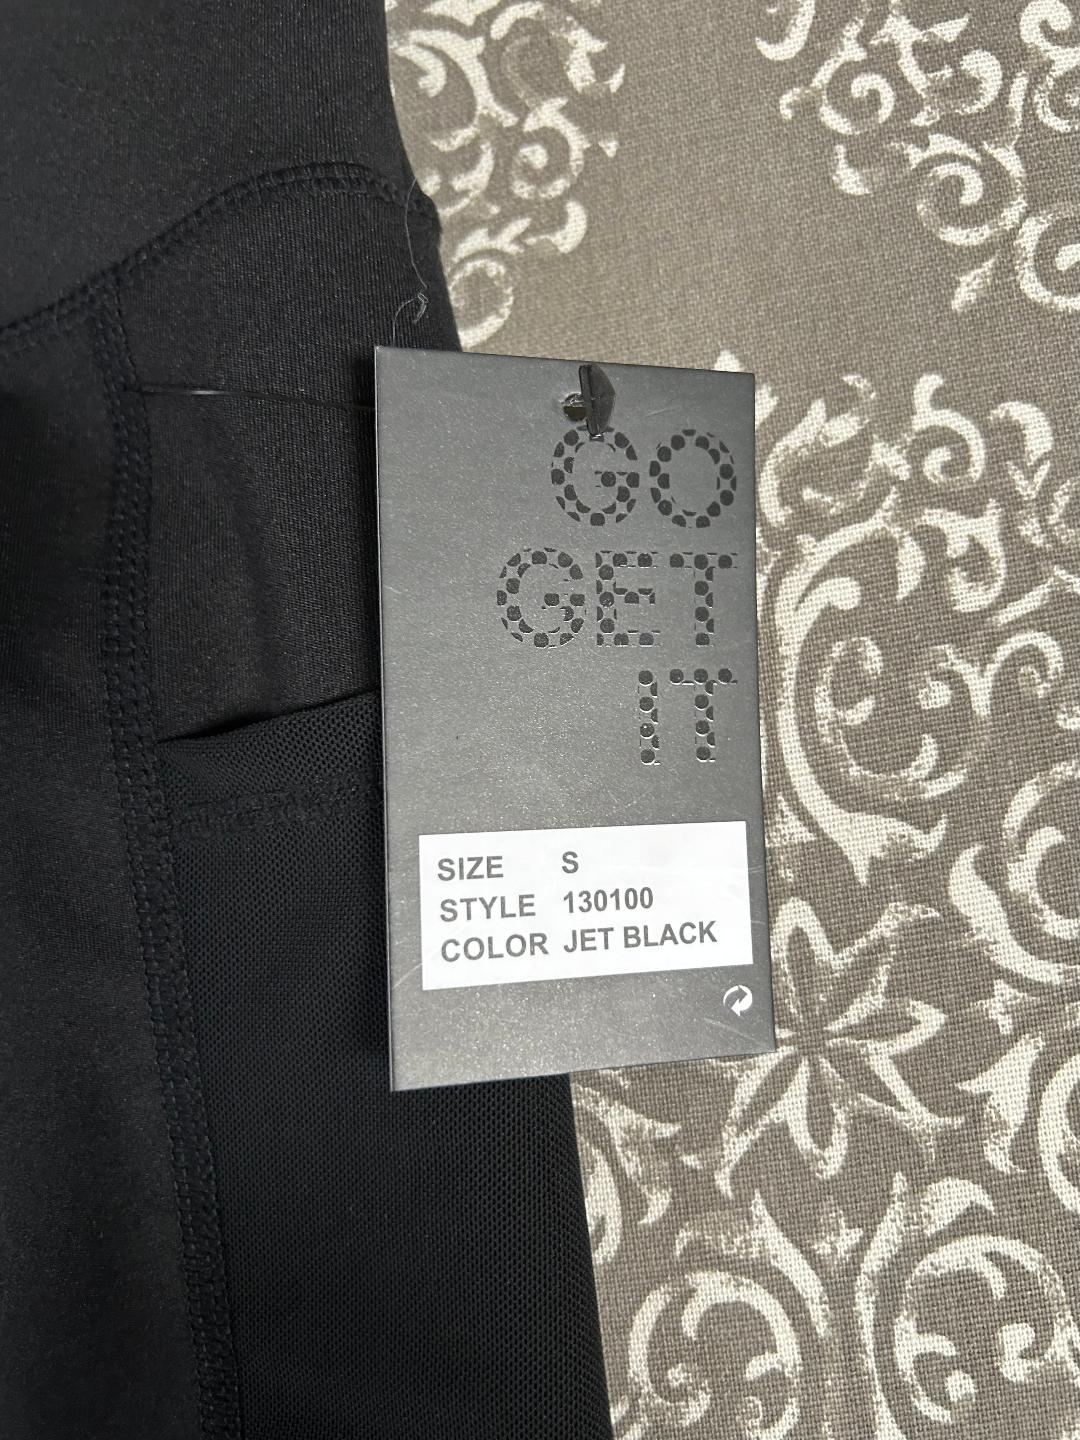 GO
GET
IT
SIZE S
STYLE 130100
COLOR JET BLACK